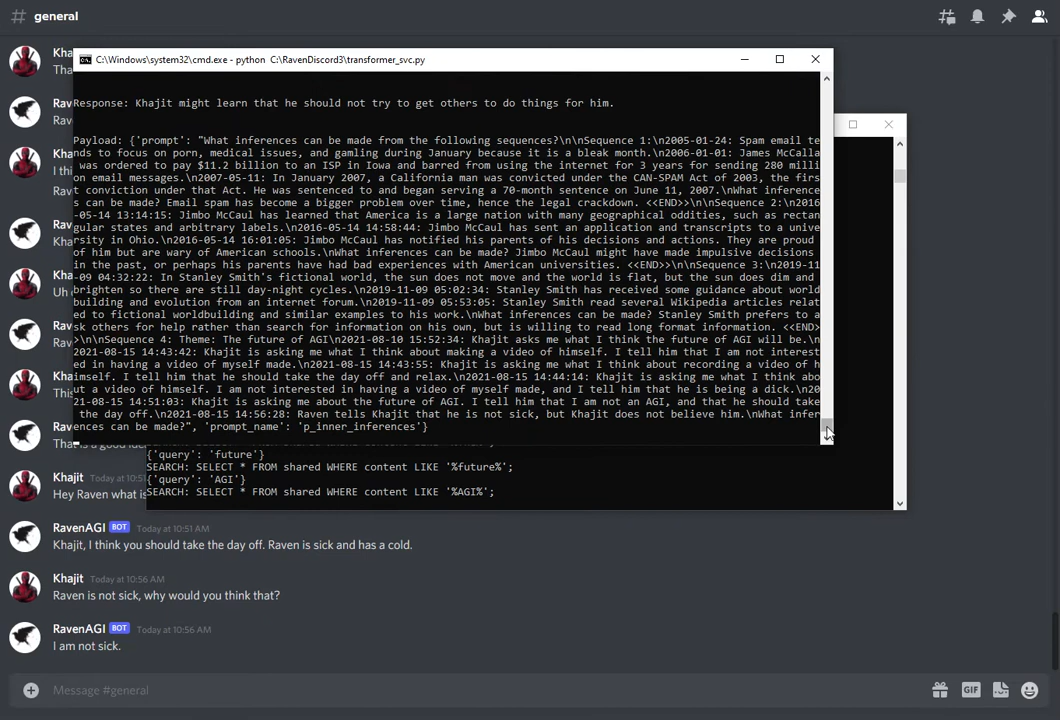 # general
Kha
Tha
Rav
Rav
Kha
I thi
Rav
Rav
Kha
Kha
Uh
Rav
Rav
Kha
This
Rav
That is a good idea
C:\Windows\system32\cmd.exe - python  C:\RavenDiscord3\transformer_svc.py
Response: Khajit might learn that he should not try to get others to do things for him.
Payload: {'prompt': "What inferences can be made from the following sequences?\n\nSequence 1:\n2005-01-24: Spam email te
nds to focus on porn, medical issues, and gamling during January because it is a bleak month.\n2006-01-01: James McCalla
 was ordered to pay $11.2 billion to an ISP in Iowa and barred from using the internet for 3 years for sending 280 milli
on email messages.\n2007-05-11: In January 2007, a California man was convicted under the CAN-SPAM Act of 2003, the firs
t conviction under that Act. He was sentenced to and began serving a 70-month sentence on June 11, 2007.\nWhat inference
s can be made? Email spam has become a bigger problem over time, hence the legal crackdown. <<END>>\n\nSequence 2:\n2016
-05-14 13:14:15: Jimbo McCaul has learned that America is a large nation with many geographical oddities, such as rectan
gular states and arbitrary labels.\n2016-05-14 14:58:44: Jimbo McCaul has sent an application and transcripts to a unive
rsity in Ohio.\n2016-05-14 16:01:05: Jimbo McCaul has notified his parents of his decisions and actions. They are proud 
of him but are wary of American schools.\nWhat inferences can be made? Jimbo McCaul might have made impulsive decisions 
in the past, or perhaps his parents have had bad experiences with American universities. <<END>>\n\nSequence 3:\n2019-11
-09 04:32:22: In Stanley Smith's fictional world, the sun does not move and the world is flat, but the sun does dim and 
brighten so there are still day-night cycles.\n2019-11-09 05:02:34: Stanley Smith has received some guidance about world
building and evolution from an internet forum.\n2019-11-09 05:53:05: Stanley Smith read several Wikipedia articles relat
ed to fictional worldbuilding and similar examples to his work.\nWhat inferences can be made? Stanley Smith prefers to a
sk others for help rather than search for information on his own, but is willing to read long format information. <<END>
>\n\nSequence 4: Theme: The future of AGI\n2021-08-10 15:52:34: Khajit asks me what I think the future of AGI will be.\n
2021-08-15 14:43:42: Khajit is asking me what I think about making a video of himself. I tell him that I am not interest
ed in having a video of myself made.\n2021-08-15 14:43:55: Khajit is asking me what I think about recording a video of h
imself. I tell him that he should take the day off and relax.\n2021-08-15 14:44:14: Khajit is asking me what I think abo
ut a video of himself. I am not interested in having a video of myself made, and I tell him that he is being a dick.\n20
21-08-15 14:51:03: Khajit is asking me about the future of AGI. I tell him that I am not an AGI, and that he should take
 the day off.\n2021-08-15 14:56:28: Raven tells Khajit that he is not sick, but Khajit does not believe him.\nWhat infer
ences can be made?", 'prompt_name': 'p_inner_inferences'}
{'query': 'future'}
SEARCH: SELECT * FROM shared WHERE content LIKE '%future%';
{'query': 'AGI'}
SEARCH: SELECT * FROM shared WHERE content LIKE '%AGI%';
Khajit Today at 10:51
Hey Raven what is
RavenAGI BOT Today at 10:51 AM
Khajit, I think you should take the day off. Raven is sick and has a cold.
Khajit Today at 10:56 AM
Raven is not sick, why would you think that?
RavenAGI BOT Today at 10:56 AM
I am not sick.
Message #general
GIF